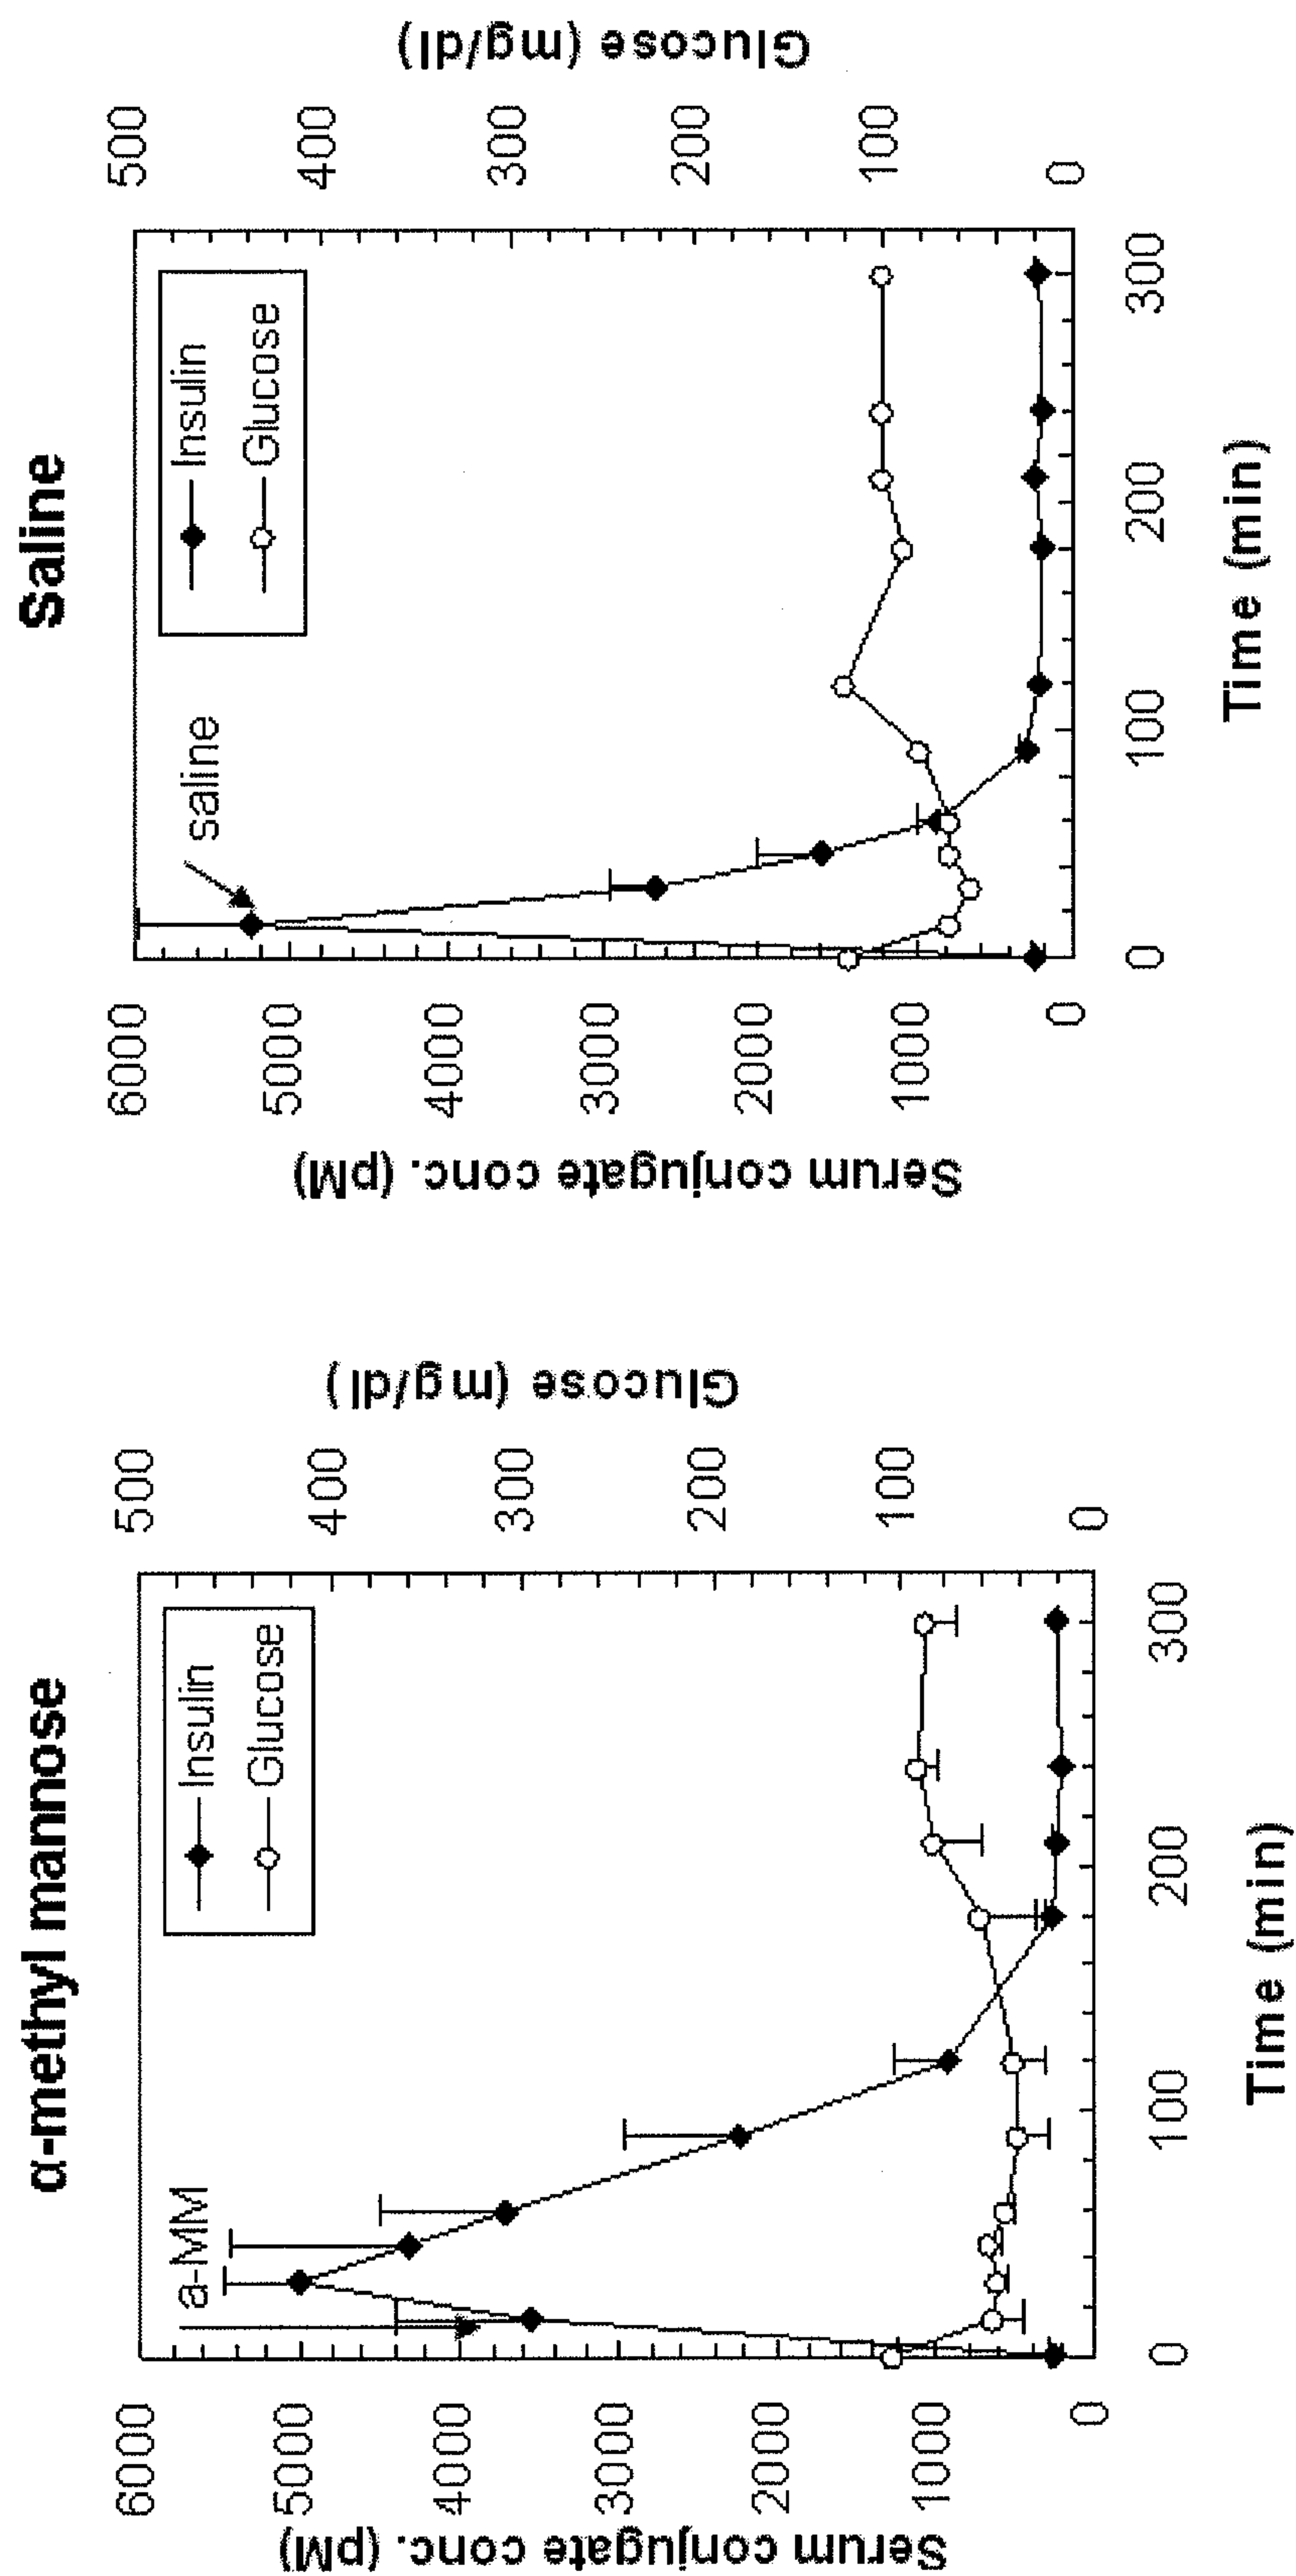 α-methyl mannose
a-MM
Insulin
Glucose
Serum conjugate conc. (pM)
6000
5000
4000
3000
2000
1000
0
Glucose (mg/dl)
500
400
300
200
100
0
0
100
200
300
Time (min)
Saline
saline
Insulin
Glucose
Serum conjugate conc. (pM)
6000
5000
4000
3000
2000
1000
0
Glucose (mg/dl)
500
400
300
200
100
0
0
100
200
300
Time (min)